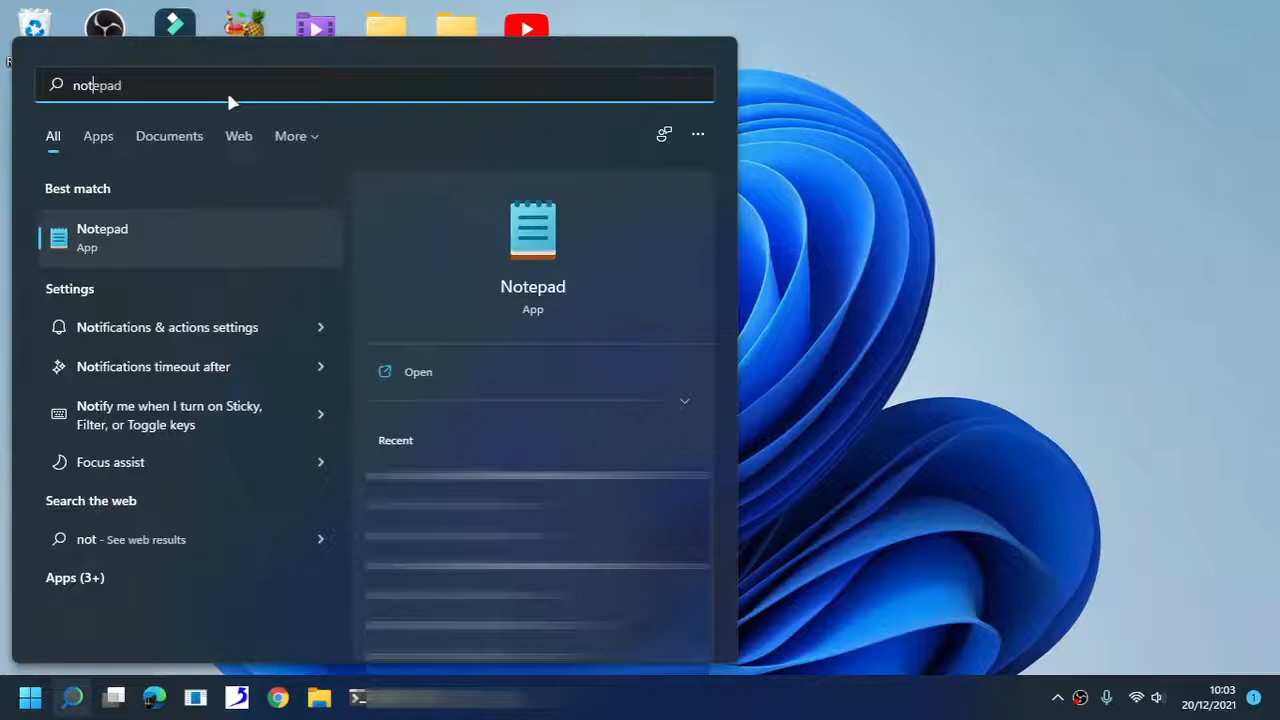 notepad
All Apps Documents Web More
Best match
Notepad
App
Settings
Notifications & actions settings
Notifications timeout after
Notify me when I turn on Sticky,
Filter, or Toggle keys
Focus assist
Search the web
not - See web results
Apps (3+)
Notepad
App
Open
Recent
10:03
20/12/2021
1